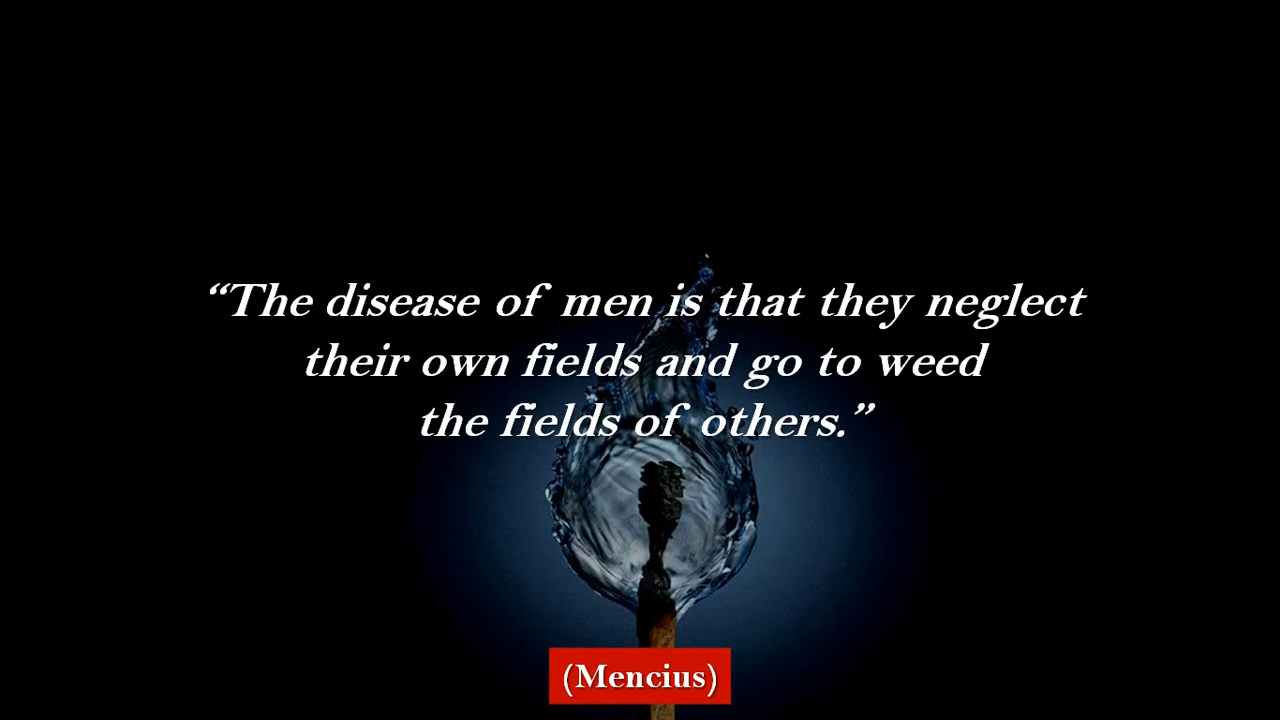 “The disease of men is that they neglect
their own fields and go to weed
the fields of others.”
(Mencius)